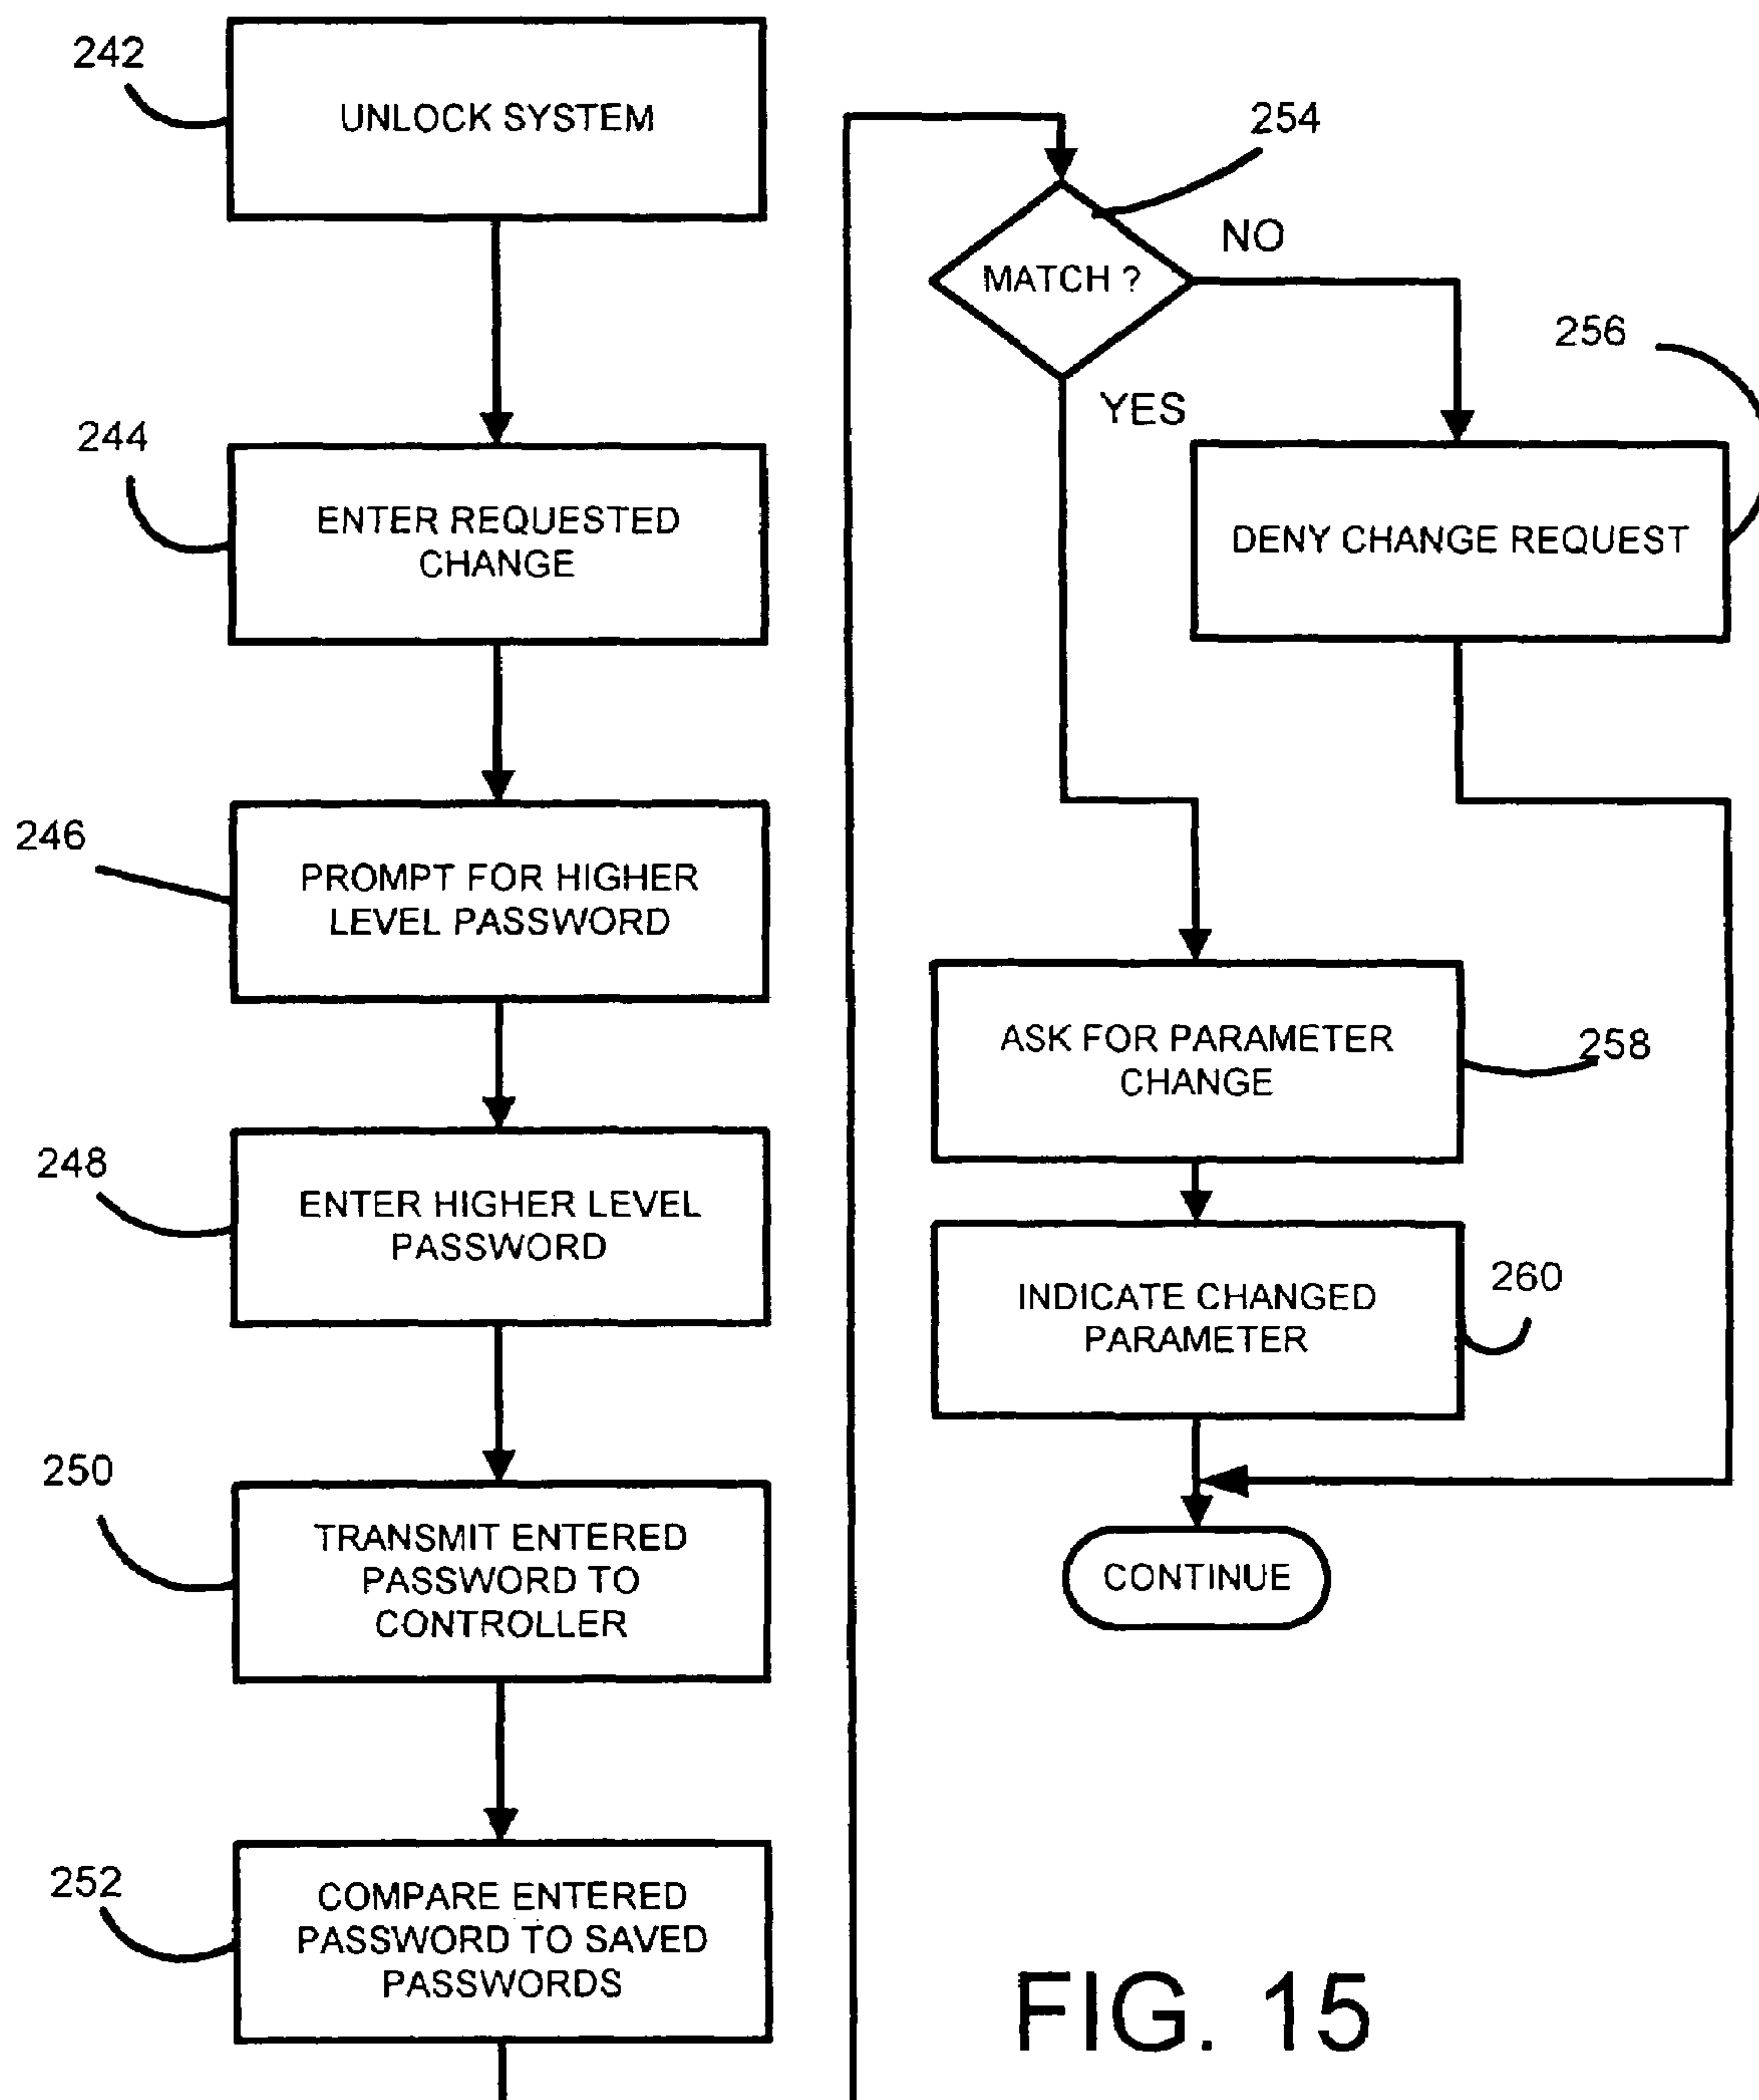 242
UNLOCK SYSTEM
244
ENTER REQUESTED
CHANGE
246
PROMPT FOR HIGHER
LEVEL PASSWORD
248
ENTER HIGHER LEVEL
PASSWORD
250
TRANSMIT ENTERED
PASSWORD TO
CONTROLLER
252
COMPARE ENTERED
PASSWORD TO SAVED
PASSWORDS
254
MATCH ?
NO
YES
256
DENY CHANGE REQUEST
ASK FOR PARAMETER
CHANGE
258
INDICATE CHANGED
PARAMETER
260
CONTINUE
FIG. 15